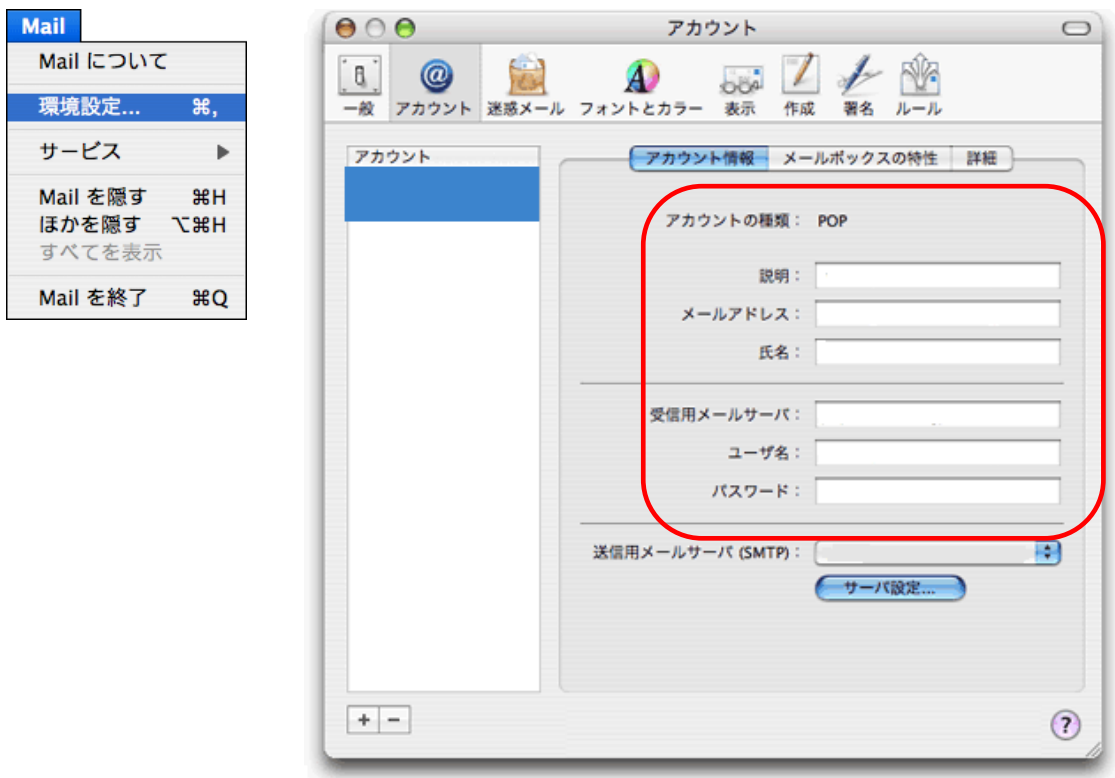 Mail
Mail について
環境設定... ⌘,
サービス ▶
Mail を隠す ⌘H
ほかを隠す ⌥⌘H
すべてを表示
Mail を終了 ⌘Q
アカウント
一般 アカウント 迷惑メール フォントとカラー 表示 作成 署名 ルール
アカウント
アカウント情報 メールボックスの特性 詳細
アカウントの種類： POP
説明：
メールアドレス：
氏名：
受信用メールサーバ：
ユーザ名：
パスワード：
送信用メールサーバ (SMTP)：
サーバ設定...
+ −
?